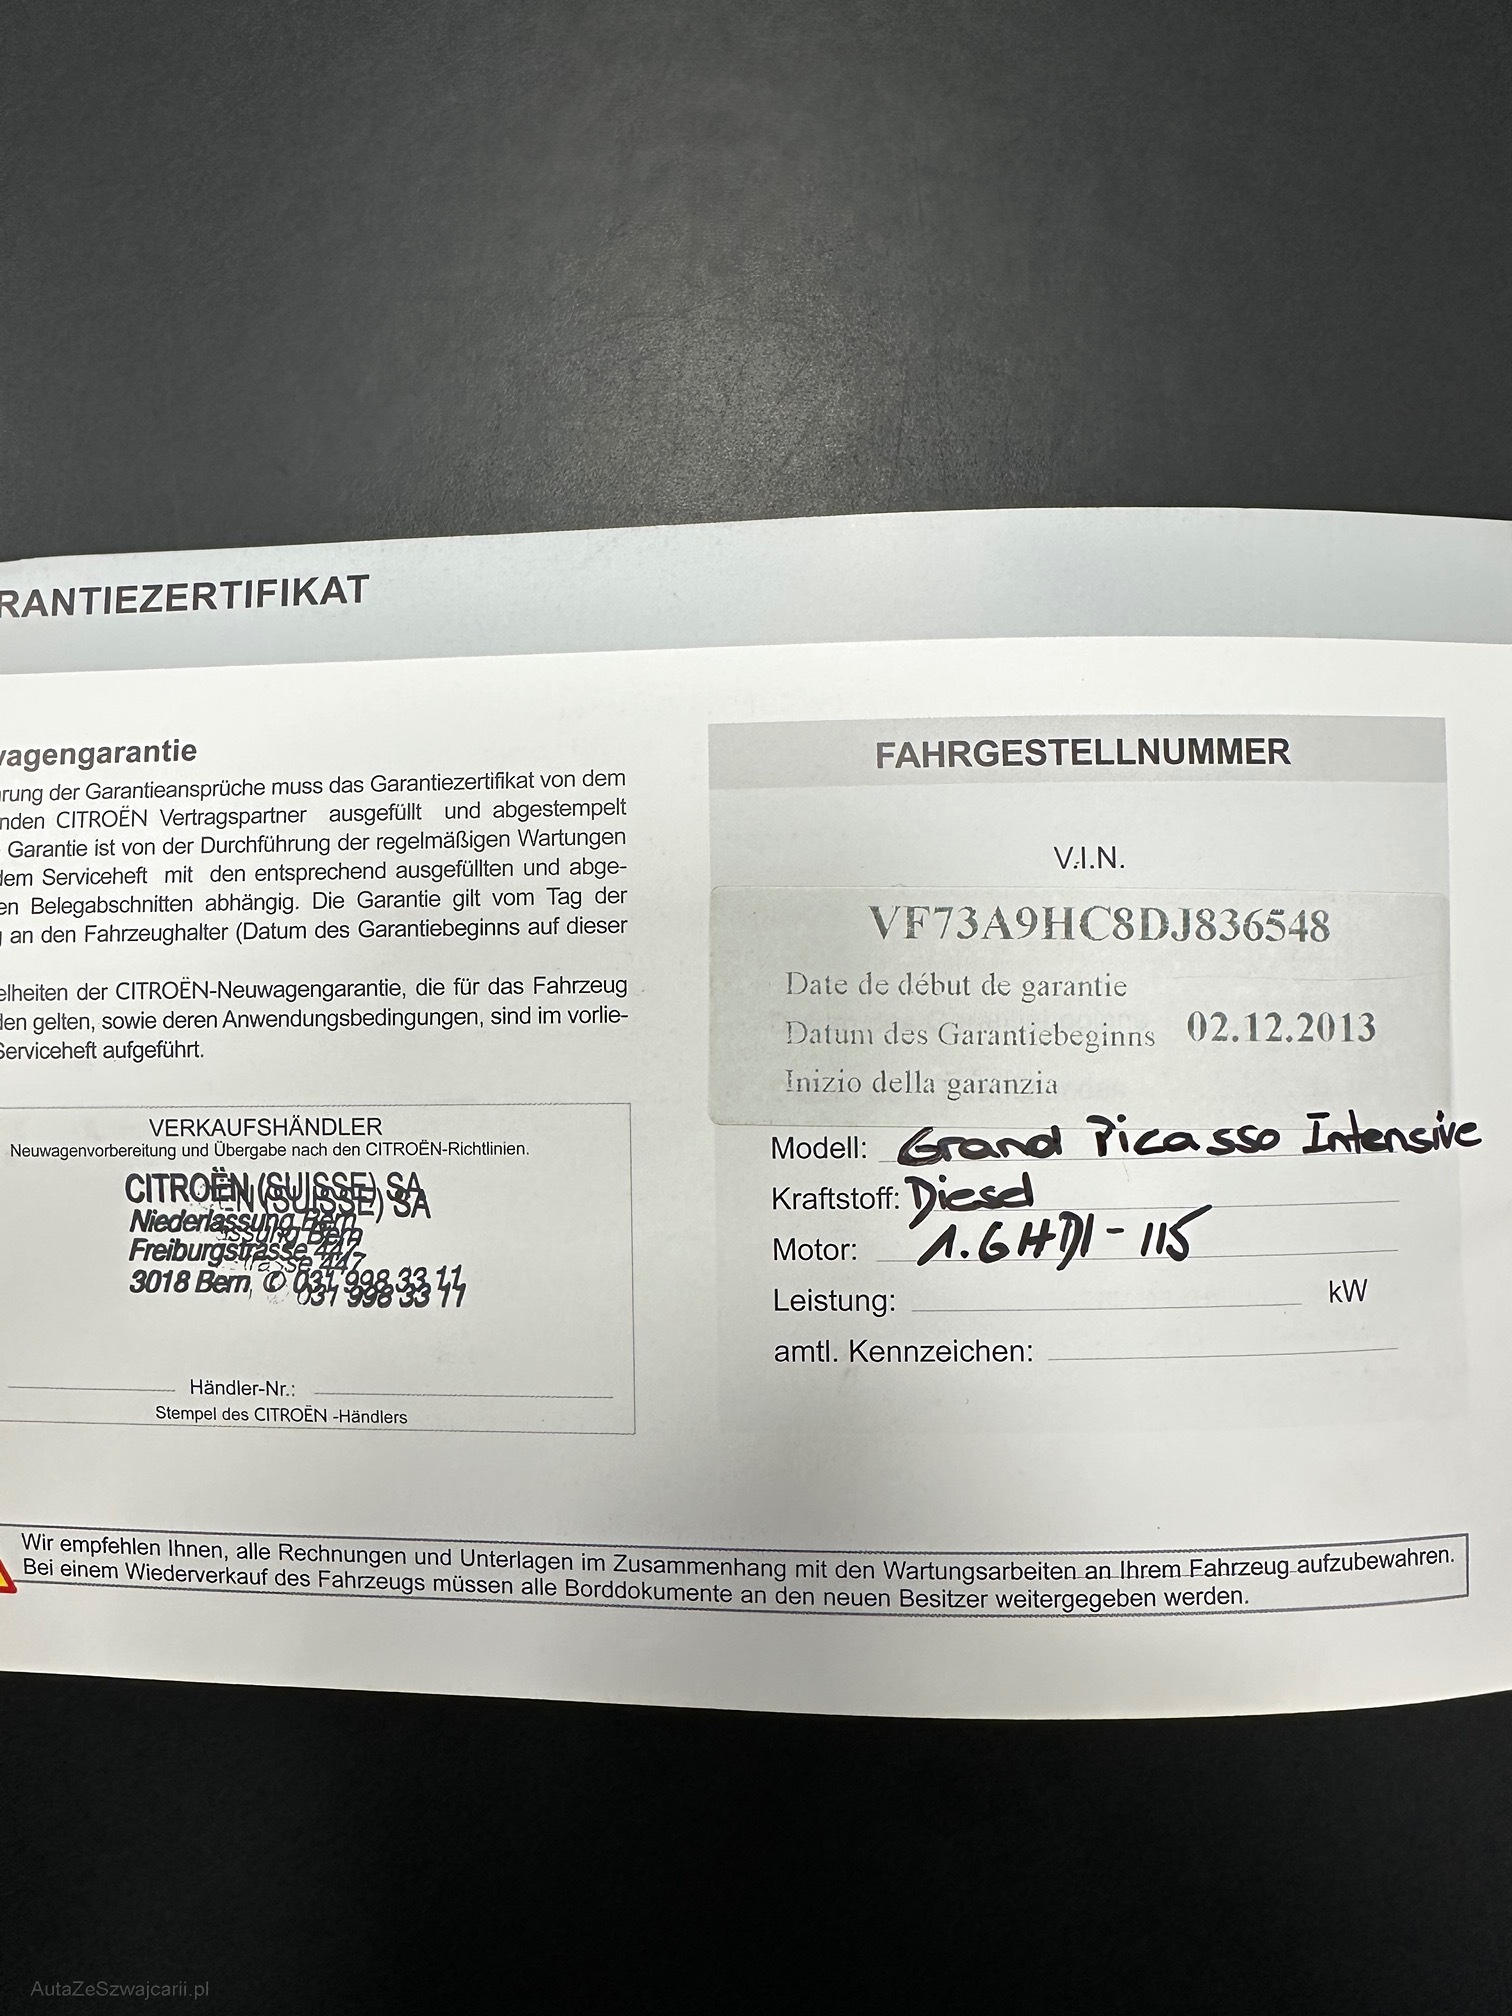 RANTIEZERTIFIKAT
wagengarantie
rung der Garantieansprüche muss das Garantiezertifikat von dem
nden CITROËN Vertragspartner ausgefüllt und abgestempelt
Garantie ist von der Durchführung der regelmäßigen Wartungen
dem Serviceheft mit den entsprechend ausgefüllten und abge-
en Belegabschnitten abhängig. Die Garantie gilt vom Tag der
an den Fahrzeughalter (Datum des Garantiebeginns auf dieser
elheiten der CITROËN-Neuwagengarantie, die für das Fahrzeug
den gelten, sowie deren Anwendungsbedingungen, sind im vorlie-
Serviceheft aufgeführt.
VERKAUFSHÄNDLER
Neuwagenvorbereitung und Übergabe nach den CITROËN-Richtlinien.
CITROËN (SUISSE) SA
Niederlassung Bern
Freiburgstrasse 447
3018 Bern, ✆ 031 998 33 11
Händler-Nr.:
Stempel des CITROËN -Händlers
FAHRGESTELLNUMMER
V.I.N.
VF73A9HC8DJ836548
Date de début de garantie
Datum des Garantiebeginns 02.12.2013
Inizio della garanzia
Modell: Grand Picasso Intensive
Kraftstoff: Diesel
Motor: 1.6 HDI - 115
Leistung: kW
amtl. Kennzeichen:
Wir empfehlen Ihnen, alle Rechnungen und Unterlagen im Zusammenhang mit den Wartungsarbeiten an Ihrem Fahrzeug aufzubewahren.
Bei einem Wiederverkauf des Fahrzeugs müssen alle Borddokumente an den neuen Besitzer weitergegeben werden.
AutaZeSzwajcarii.pl